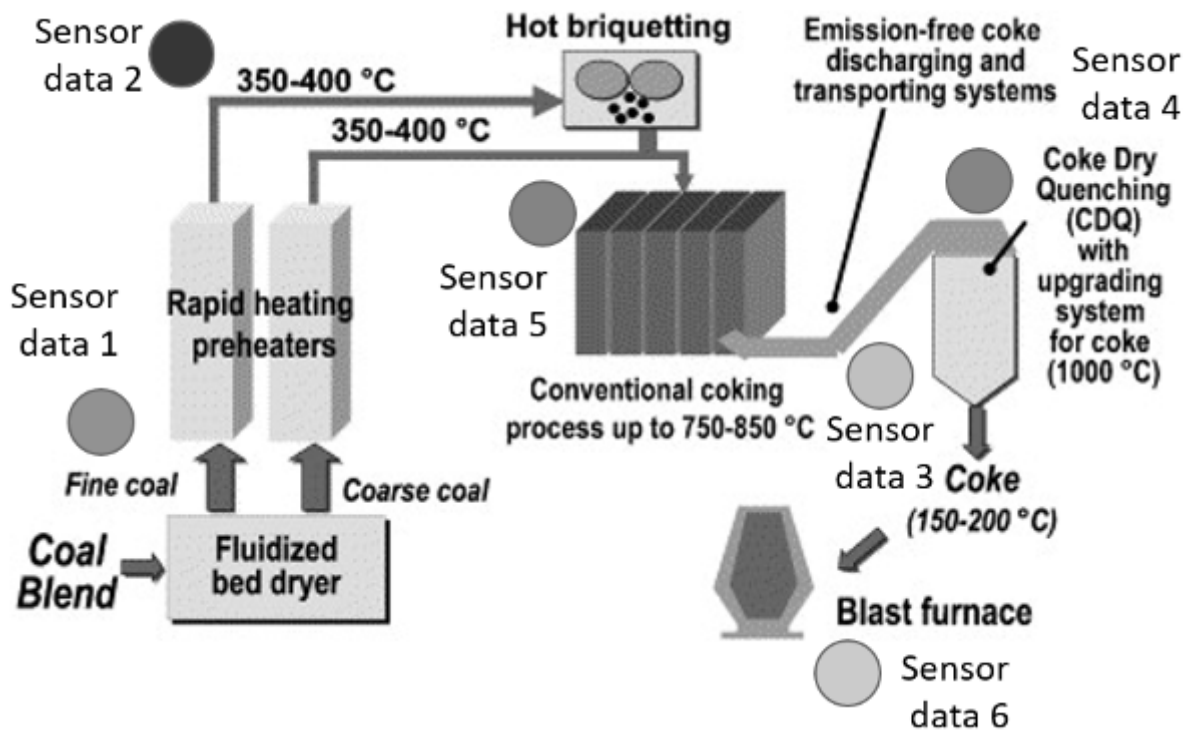 Sensor
data 2
350-400 °C
350-400 °C
Hot briquetting
Emission-free coke
discharging and
transporting systems
Sensor
data 4
Coke Dry
Quenching
(CDQ)
with
upgrading
system
for coke
(1000 °C)
Sensor
data 1
Rapid heating
preheaters
Sensor
data 5
Conventional coking
process up to 750-850 °C
Sensor
data 3
Fine coal
Coarse coal
Coke
(150-200 °C)
Coal
Blend
Fluidized
bed dryer
Blast furnace
Sensor
data 6